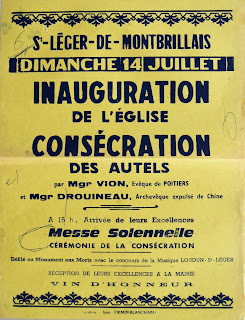 St-LÉGER-DE-MONTBRILLAIS
DIMANCHE 14 JUILLET
INAUGURATION
DE L'ÉGLISE
CONSÉCRATION
DES AUTELS
par Mgr VION, Evêque de POITIERS
et Mgr DROUINEAU, Archevêque expulsé de Chine
A 15 h. Arrivée de leurs Excellences
Messe Solennelle
CÉRÉMONIE DE LA CONSÉCRATION
Défilé au Monument aux Morts avec le concours de la Musique LOUDUN-St-LÉGER
RÉCEPTION DE LEURS EXCELLENCES A LA MAIRIE
VIN D'HONNEUR